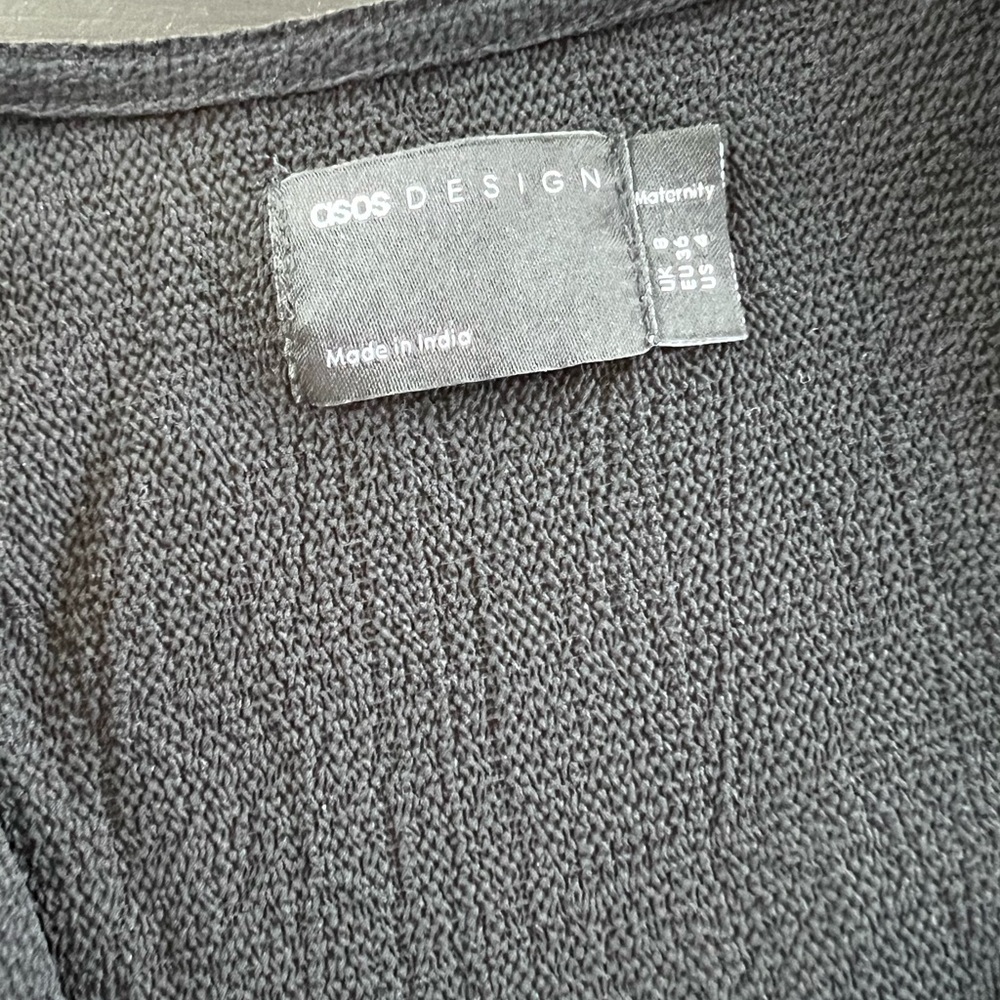 asos DESIGN
Made in India
Maternity
UK 8
EU 36
US 4